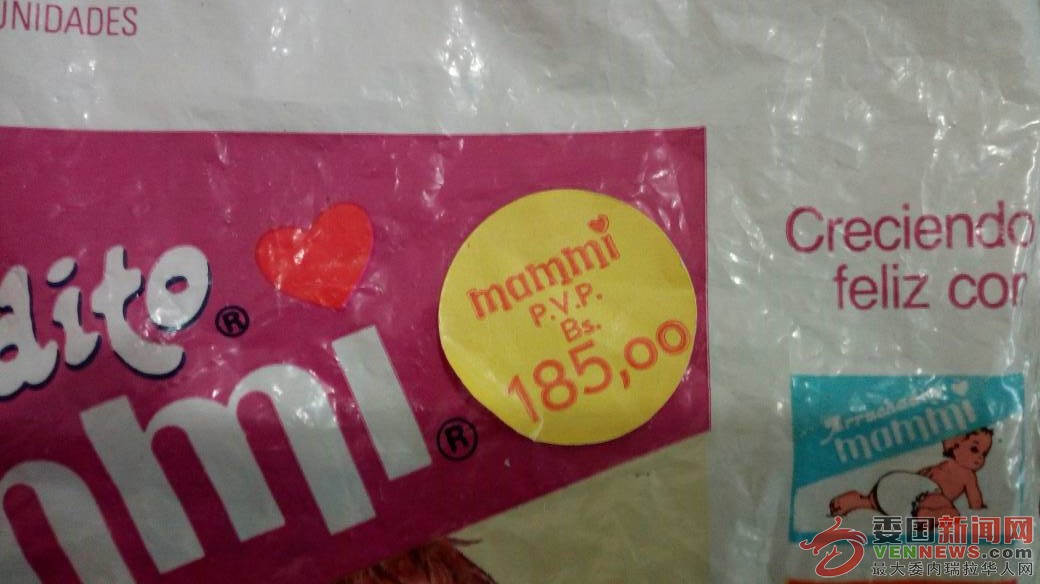 UNIDADES
dito®
mmi®
mammi
P.V.P.
Bs.
185,00
Creciendo
feliz con
mammi
委国新闻网
VENNEWS.com
最大委内瑞拉华人网